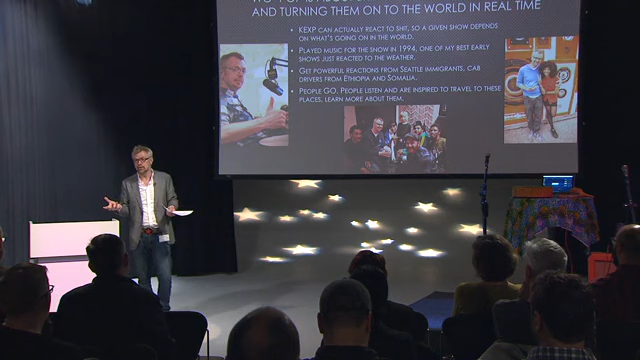 AND TURNING THEM ON TO THE WORLD IN REAL TIME
• KEXP CAN ACTUALLY REACT TO SHIT, SO A GIVEN SHOW DEPENDS
ON WHAT'S GOING ON IN THE WORLD.
• PLAYED MUSIC FOR THE SNOW IN 1994, ONE OF MY BEST EARLY
SHOWS JUST REACTED TO THE WEATHER.
• GET POWERFUL REACTIONS FROM SEATTLE IMMIGRANTS, CAB
DRIVERS FROM ETHIOPIA AND SOMALIA.
• PEOPLE GO. PEOPLE LISTEN AND ARE INSPIRED TO TRAVEL TO THESE
PLACES, LEARN MORE ABOUT THEM.